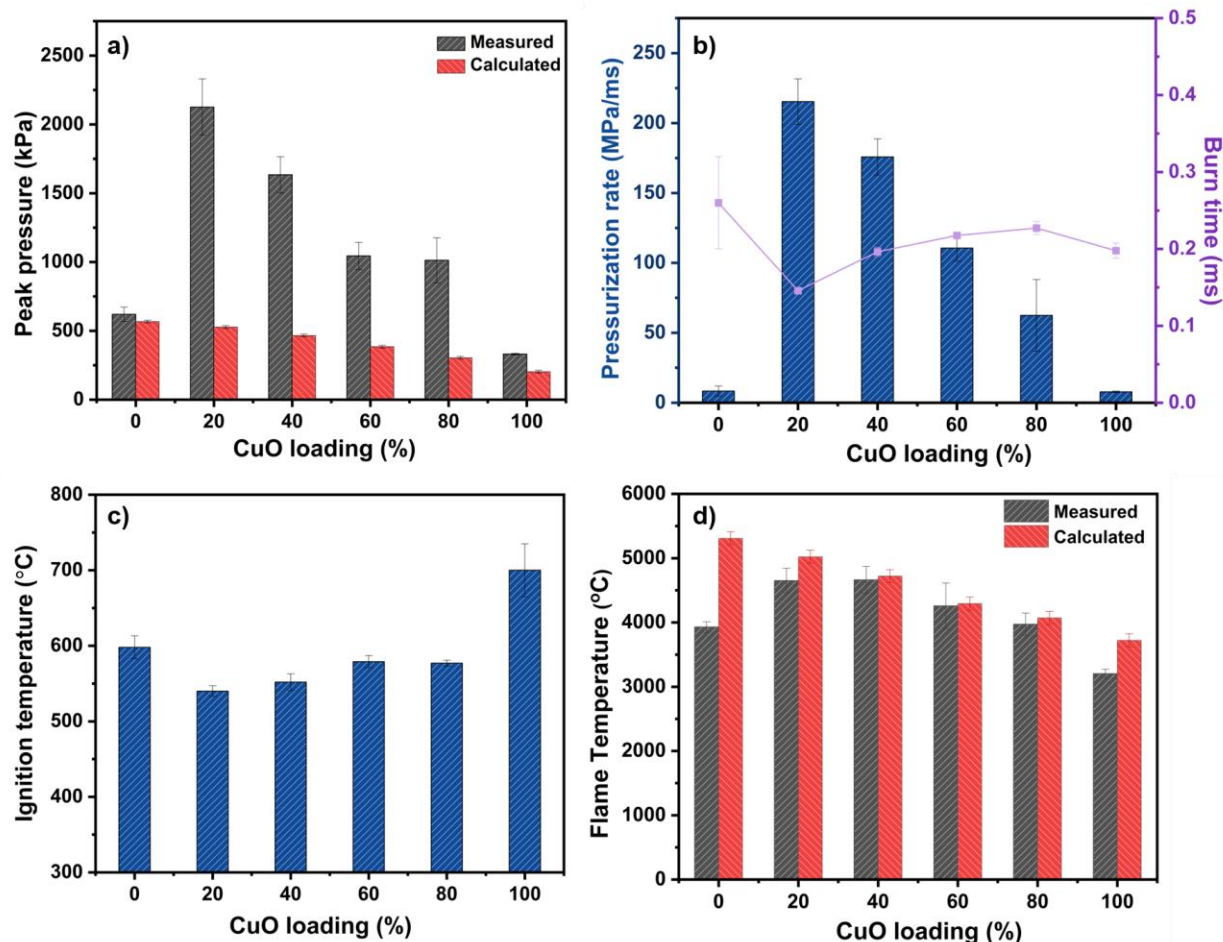 a)
Measured
Calculated
Peak pressure (kPa)
2500
2000
1500
1000
500
0
0 20 40 60 80 100
CuO loading (%)
b)
Pressurization rate (MPa/ms)
250
200
150
100
50
0
0.5
0.4
0.3
0.2
0.1
0.0
Burn time (ms)
0 20 40 60 80 100
CuO loading (%)
c)
Ignition temperature (°C)
800
700
600
500
400
300
0 20 40 60 80 100
CuO loading (%)
d)
Measured
Calculated
Flame Temperature (°C)
6000
5000
4000
3000
2000
1000
0
0 20 40 60 80 100
CuO loading (%)